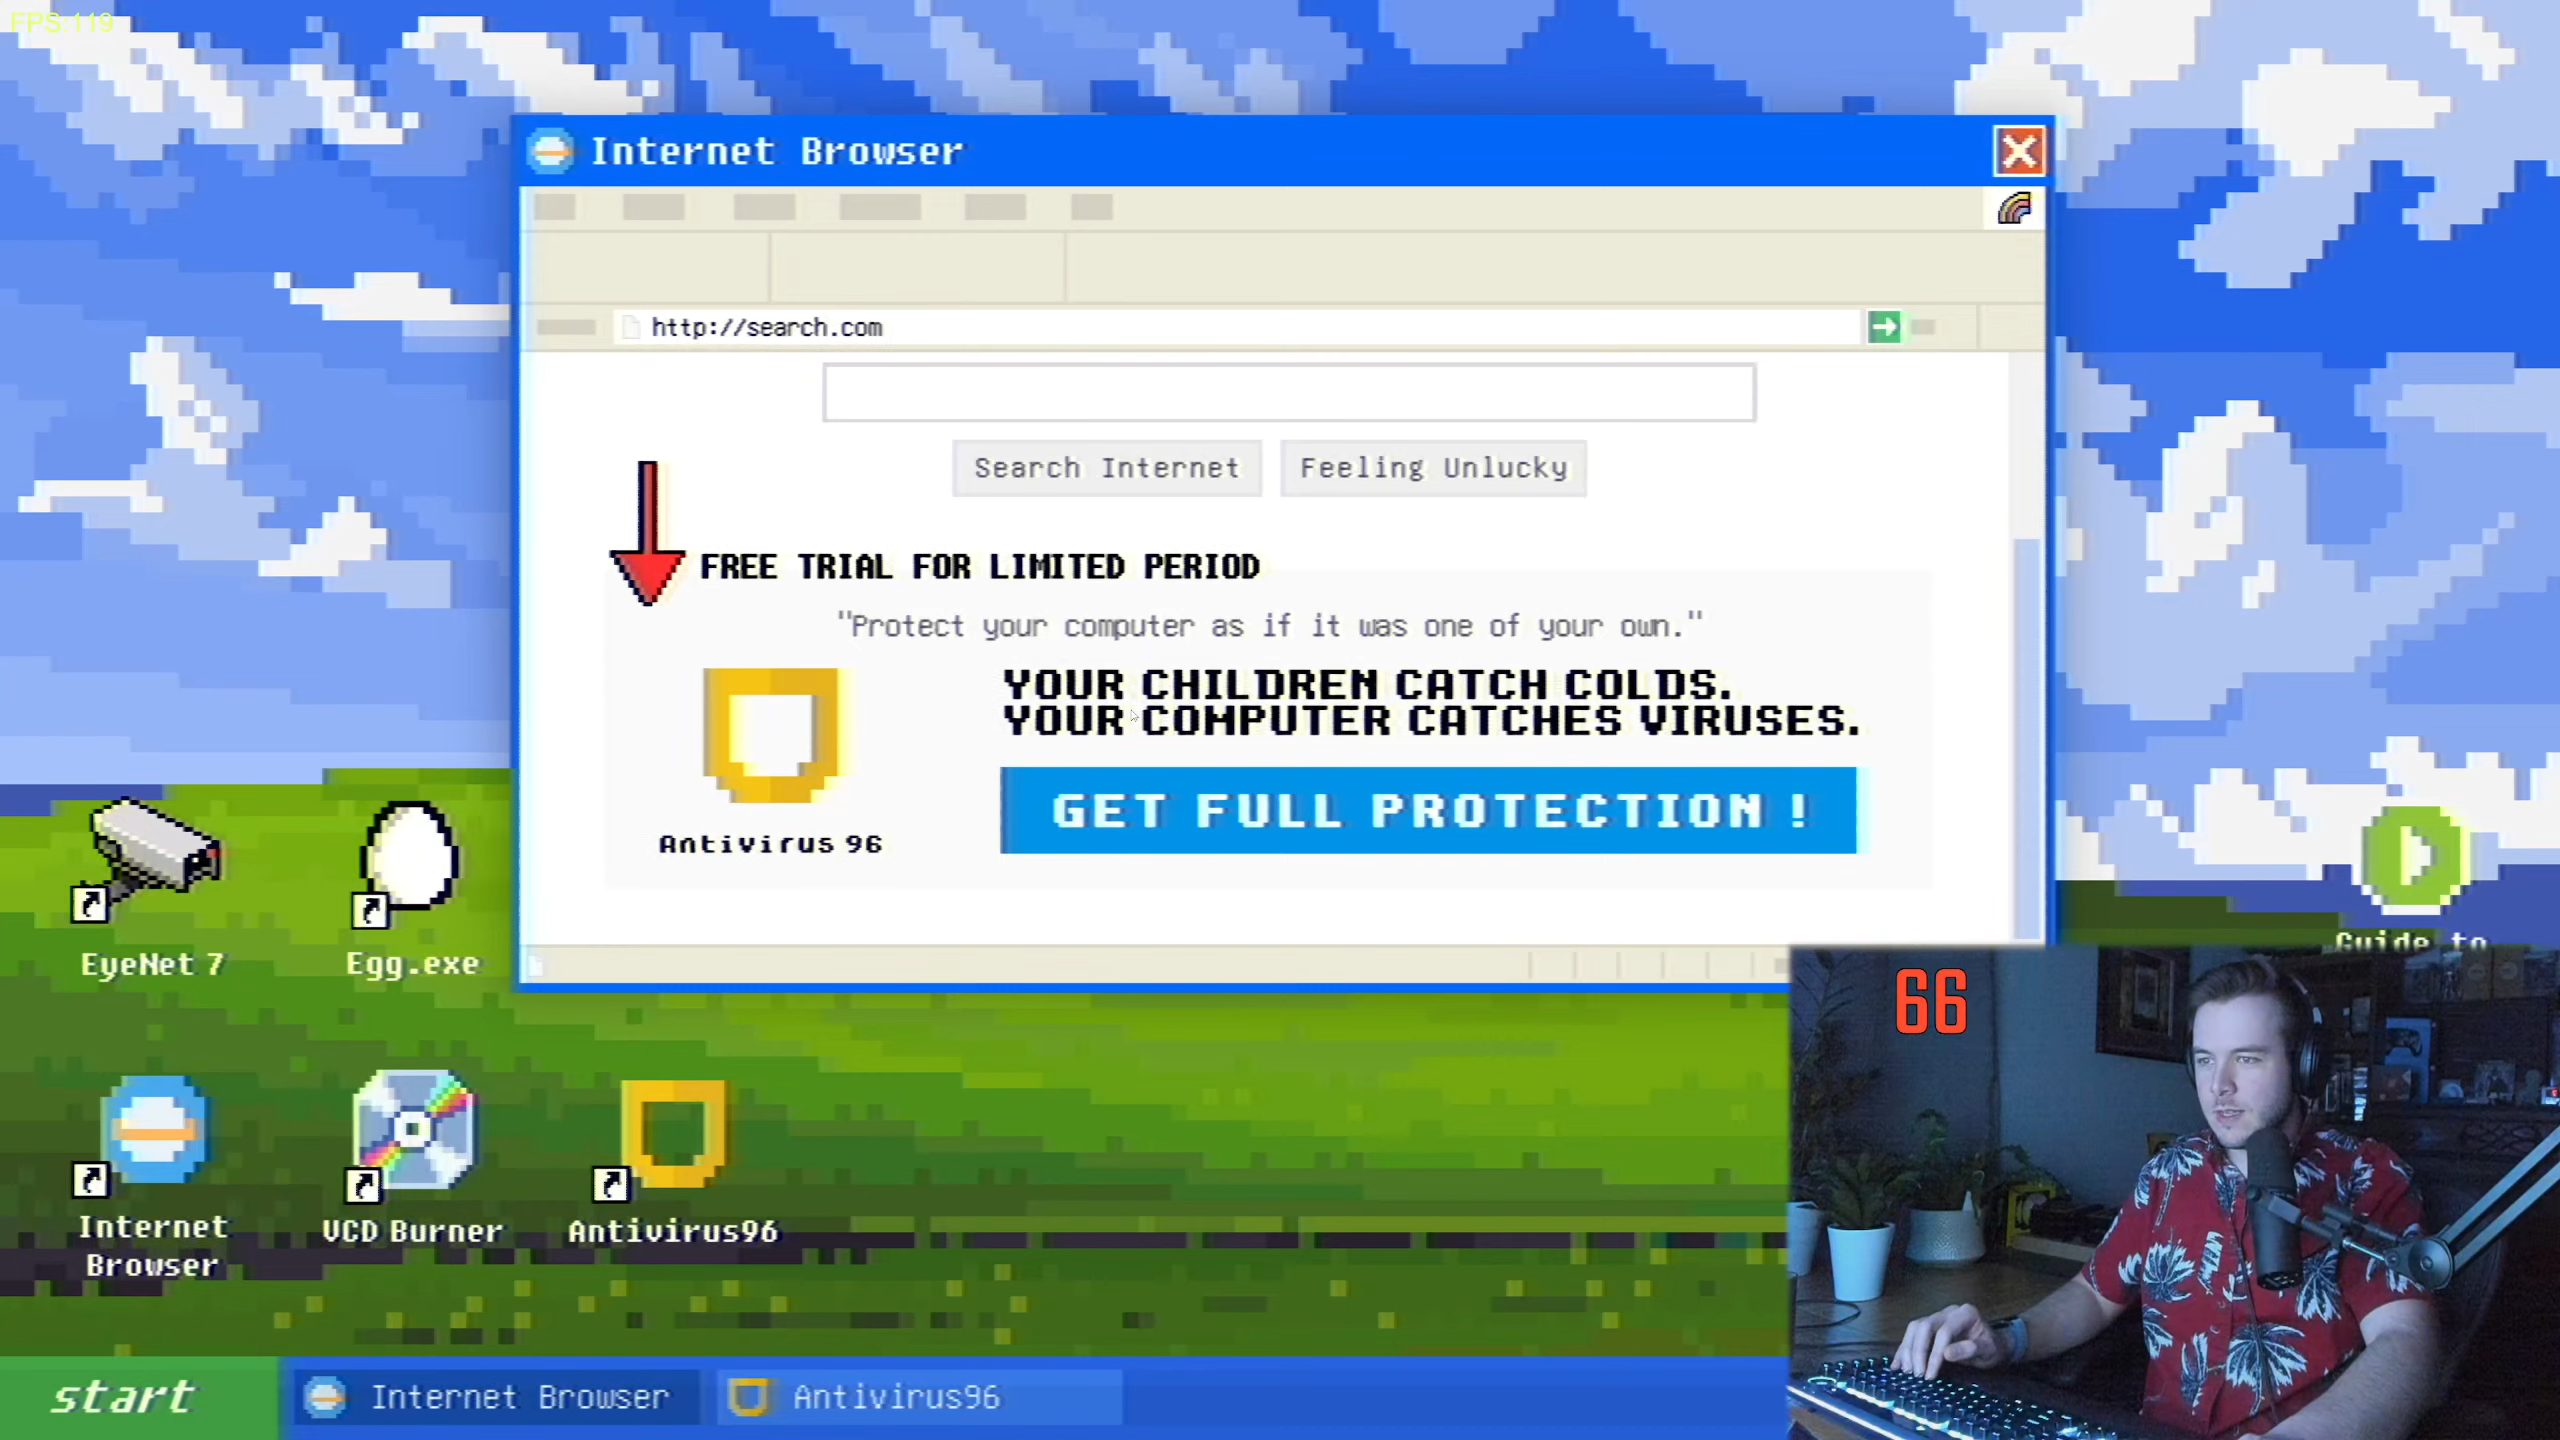 FPS:119
Internet Browser
http://search.com
Search Internet
Feeling Unlucky
FREE TRIAL FOR LIMITED PERIOD
"Protect your computer as if it was one of your own."
YOUR CHILDREN CATCH COLDS.
YOUR COMPUTER CATCHES VIRUSES.
Antivirus 96
GET FULL PROTECTION !
EyeNet 7
Egg.exe
Guide to
66
Internet
Browser
VCD Burner
Antivirus96
start
Internet Browser
Antivirus96